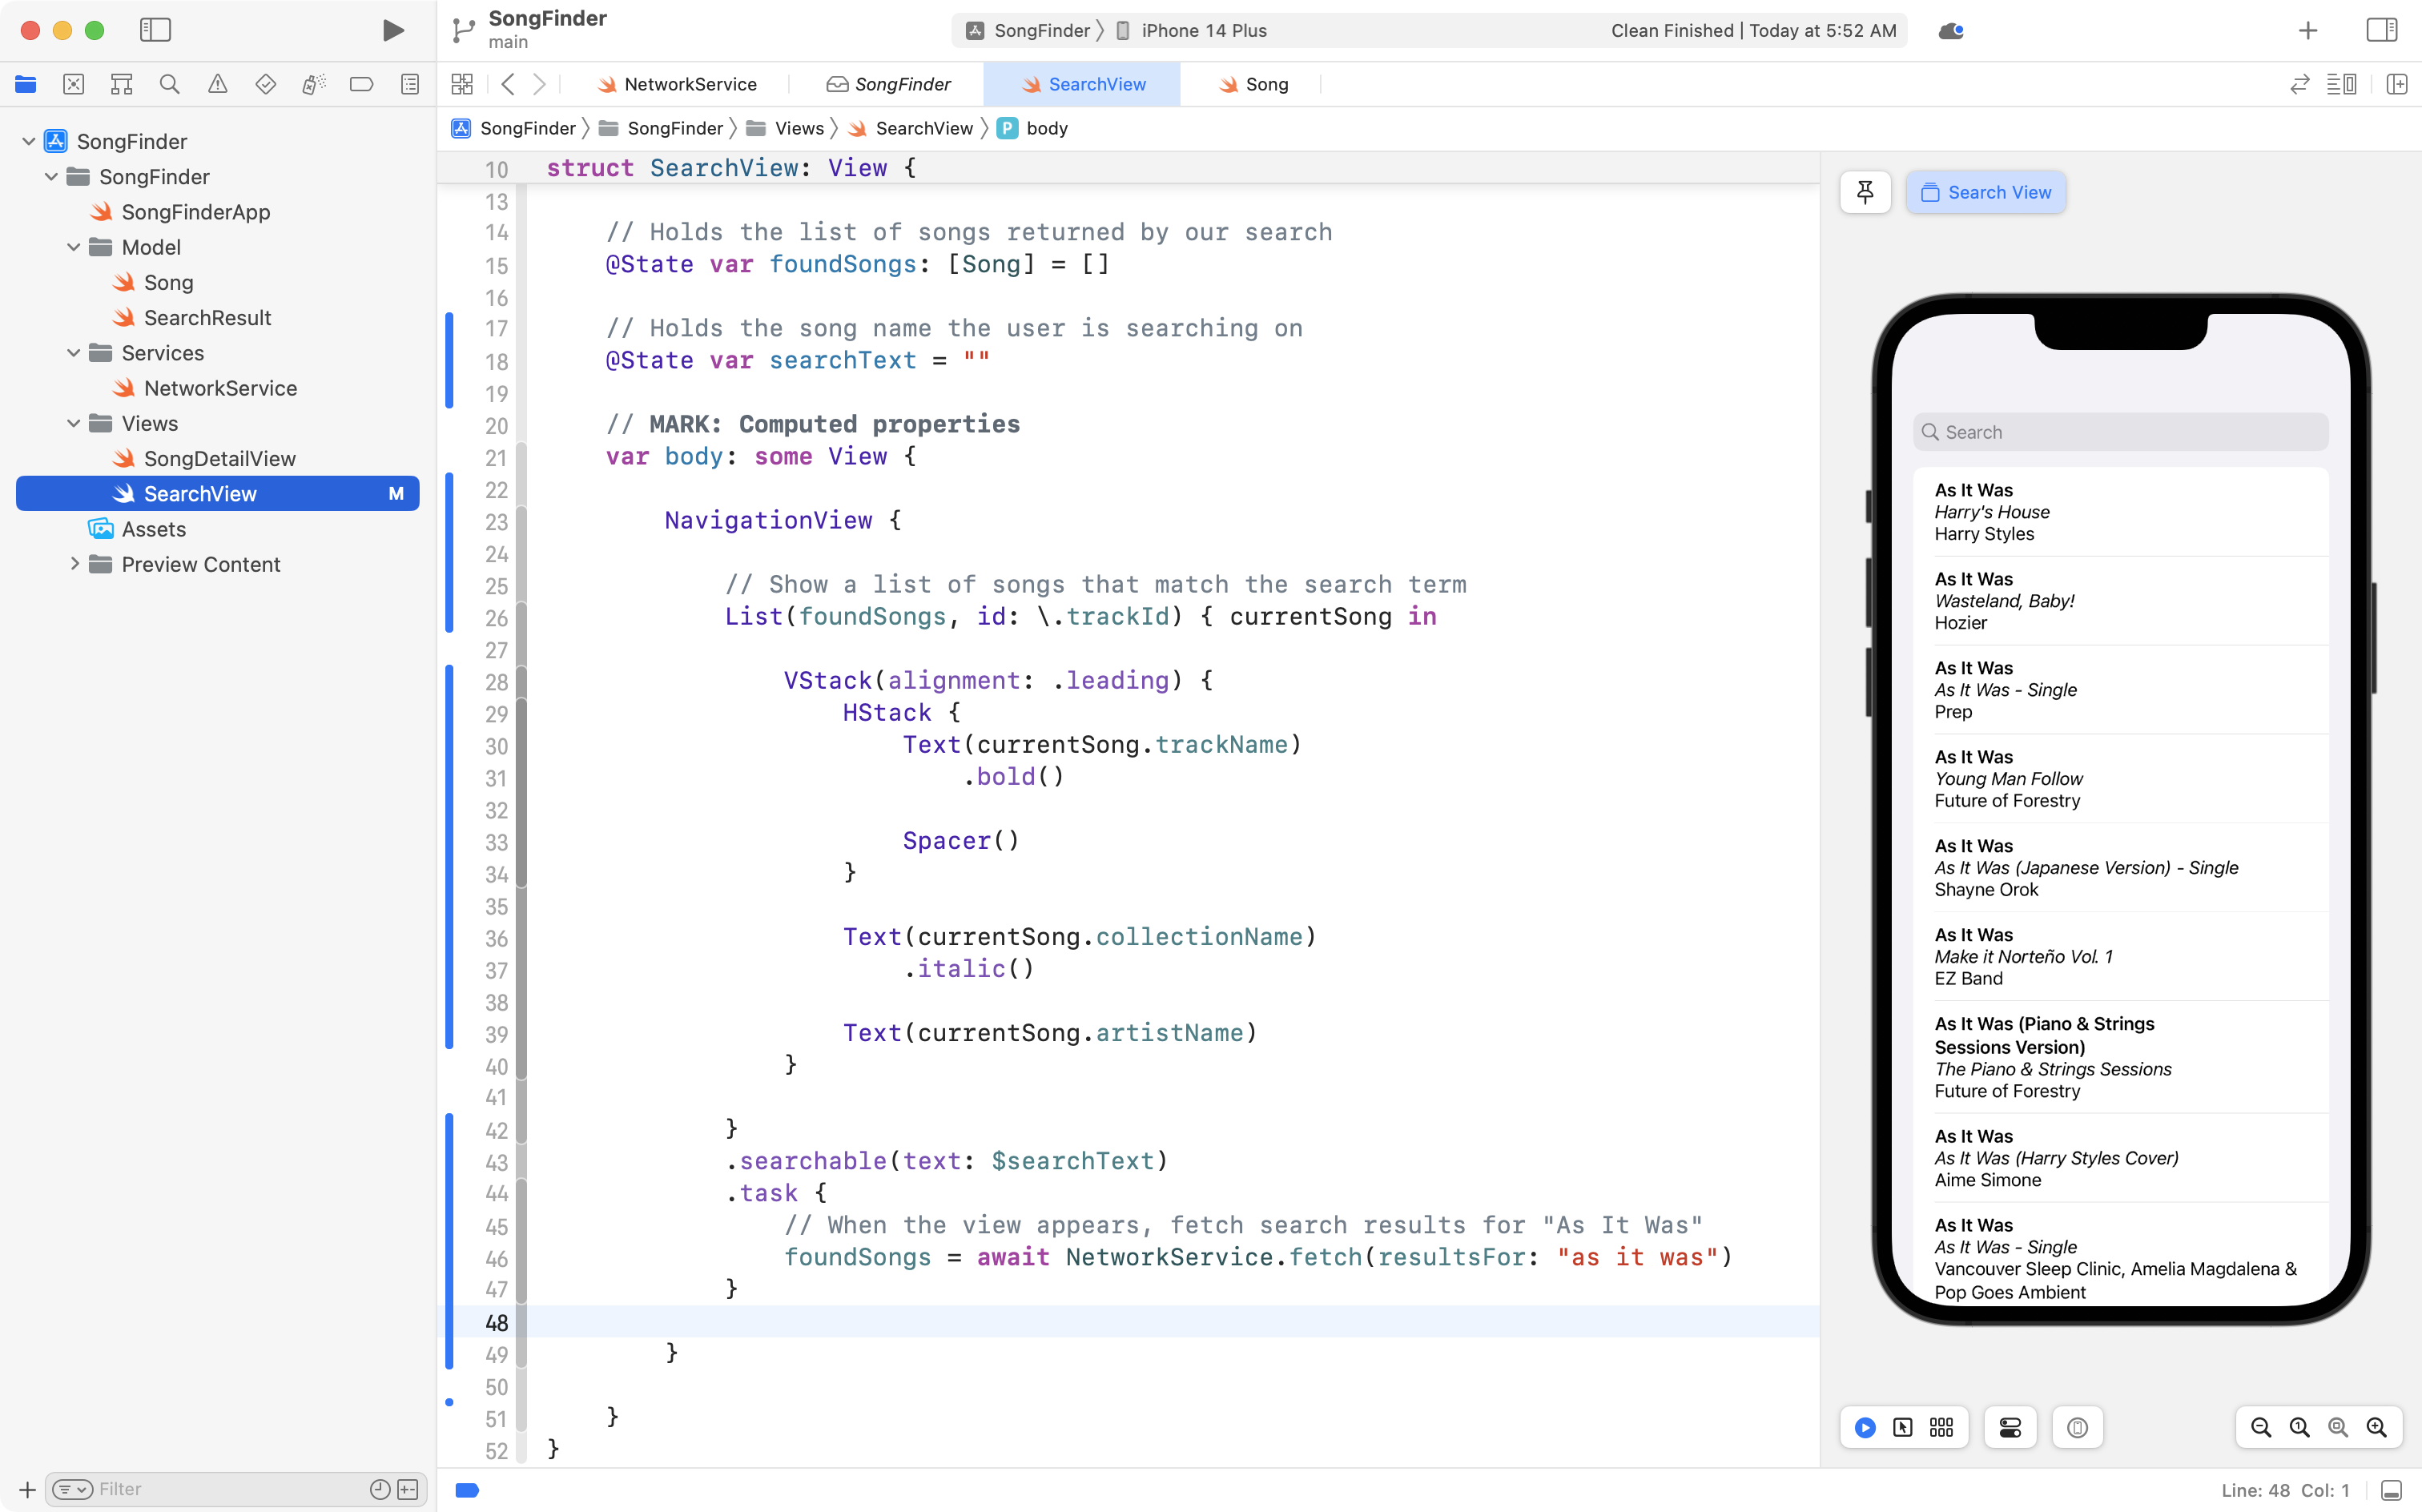 SongFinder
main
SongFinder
iPhone 14 Plus
Clean Finished | Today at 5:52 AM
NetworkService
SongFinder
SearchView
Song
SongFinder
SongFinder
Views
SearchView
P
body
SongFinder
SongFinder
SongFinderApp
Model
Song
SearchResult
Services
NetworkService
Views
SongDetailView
SearchView M
Assets
Preview Content
Filter
10 struct SearchView: View {
13
14 // Holds the list of songs returned by our search
15 @State var foundSongs: [Song] = []
16
17 // Holds the song name the user is searching on
18 @State var searchText = ""
19
20 // MARK: Computed properties
21 var body: some View {
22
23 NavigationView {
24
25 // Show a list of songs that match the search term
26 List(foundSongs, id: \.trackId) { currentSong in
27
28 VStack(alignment: .leading) {
29 HStack {
30 Text(currentSong.trackName)
31 .bold()
32
33 Spacer()
34 }
35
36 Text(currentSong.collectionName)
37 .italic()
38
39 Text(currentSong.artistName)
40 }
41
42 }
43 .searchable(text: $searchText)
44 .task {
45 // When the view appears, fetch search results for "As It Was"
46 foundSongs = await NetworkService.fetch(resultsFor: "as it was")
47 }
48
49 }
50
51 }
52 }
Search View
Search
As It Was
Harry's House
Harry Styles
As It Was
Wasteland, Baby!
Hozier
As It Was
As It Was - Single
Prep
As It Was
Young Man Follow
Future of Forestry
As It Was
As It Was (Japanese Version) - Single
Shayne Orok
As It Was
Make it Norteño Vol. 1
EZ Band
As It Was (Piano & Strings
Sessions Version)
The Piano & Strings Sessions
Future of Forestry
As It Was
As It Was (Harry Styles Cover)
Aime Simone
As It Was
As It Was - Single
Vancouver Sleep Clinic, Amelia Magdalena &
Pop Goes Ambient
Line: 48 Col: 1